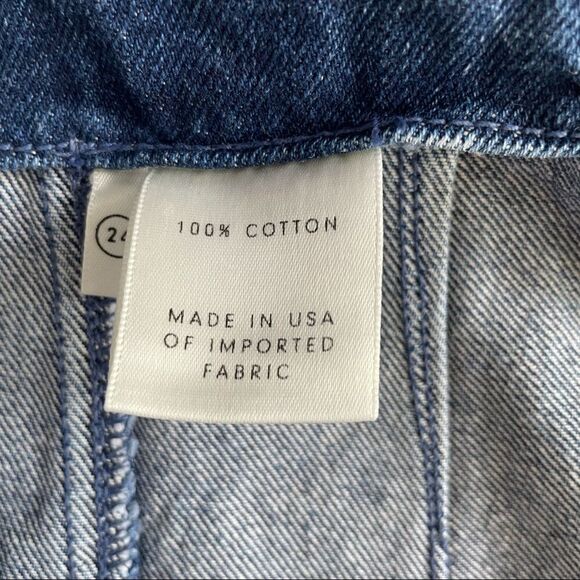 24
100% COTTON
MADE IN USA
OF IMPORTED
FABRIC